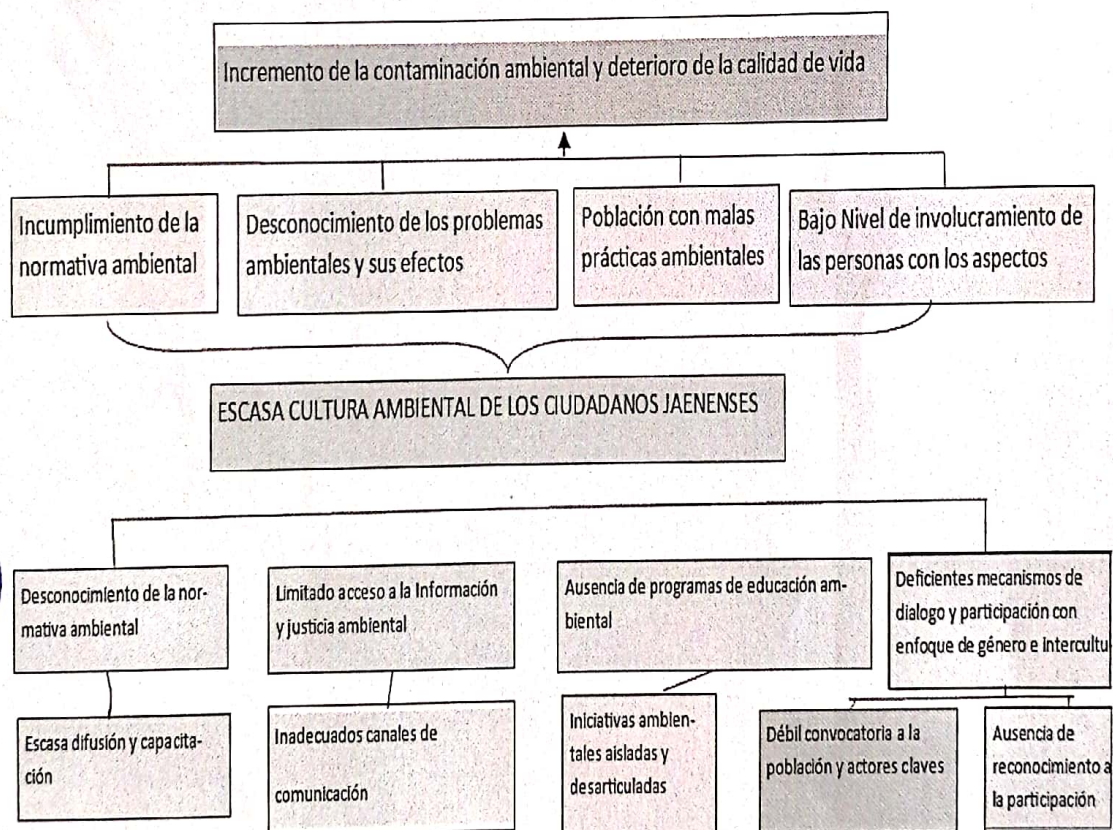 Incremento de la contaminación ambiental y deterioro de la calidad de vida
Incumplimiento de la
normativa ambiental
Desconocimiento de los problemas
ambientales y sus efectos
Población con malas
prácticas ambientales
Bajo Nivel de involucramiento de
las personas con los aspectos
ESCASA CULTURA AMBIENTAL DE LOS CIUDADANOS JAENENSES
Desconocimiento de la nor-
mativa ambiental
Limitado acceso a la Información
y justicia ambiental
Ausencia de programas de educación am-
biental
Deficientes mecanismos de
dialogo y participación con
enfoque de género e intercultu
Escasa difusión y capacita-
ción
Inadecuados canales de
comunicación
Iniciativas ambien-
tales aisladas y
desarticuladas
Débil convocatoria a la
población y actores claves
Ausencia de
reconocimiento a
la participación